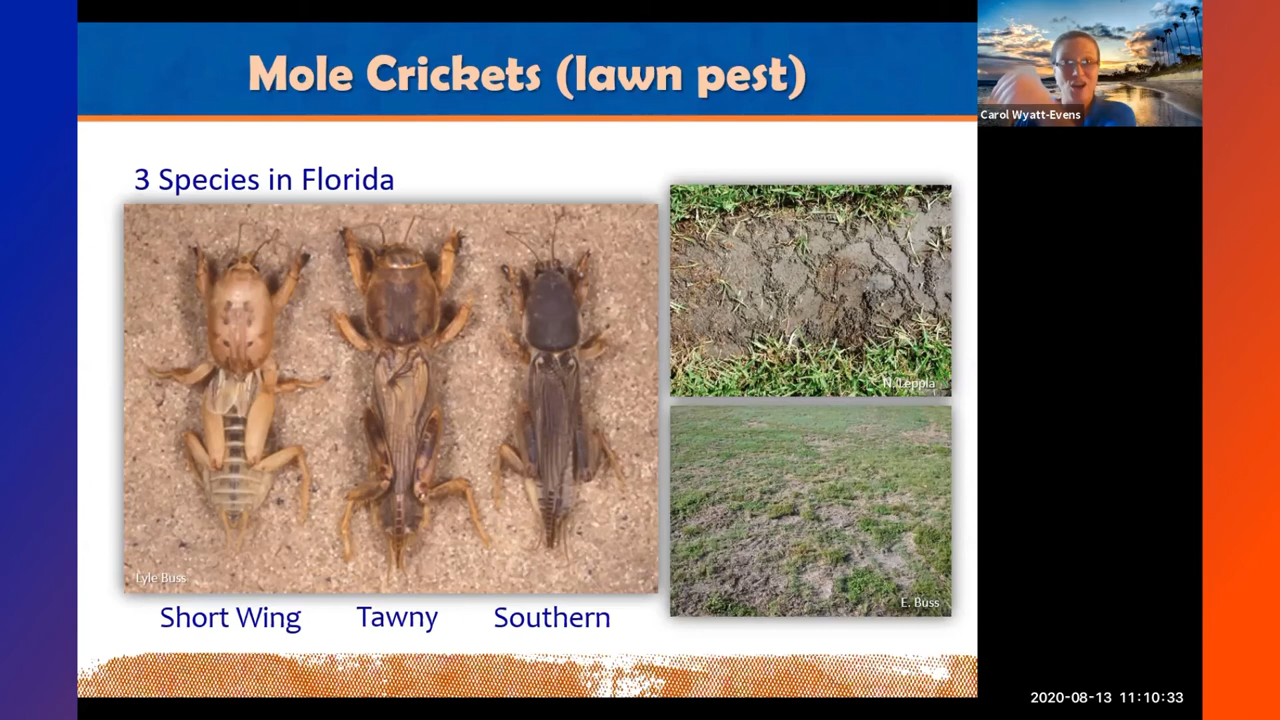 Mole Crickets (lawn pest)
Carol Wyatt-Evens
3 Species in Florida
N. Leppla
Lyle Buss
E. Buss
Short Wing
Tawny
Southern
2020-08-13 11:10:33